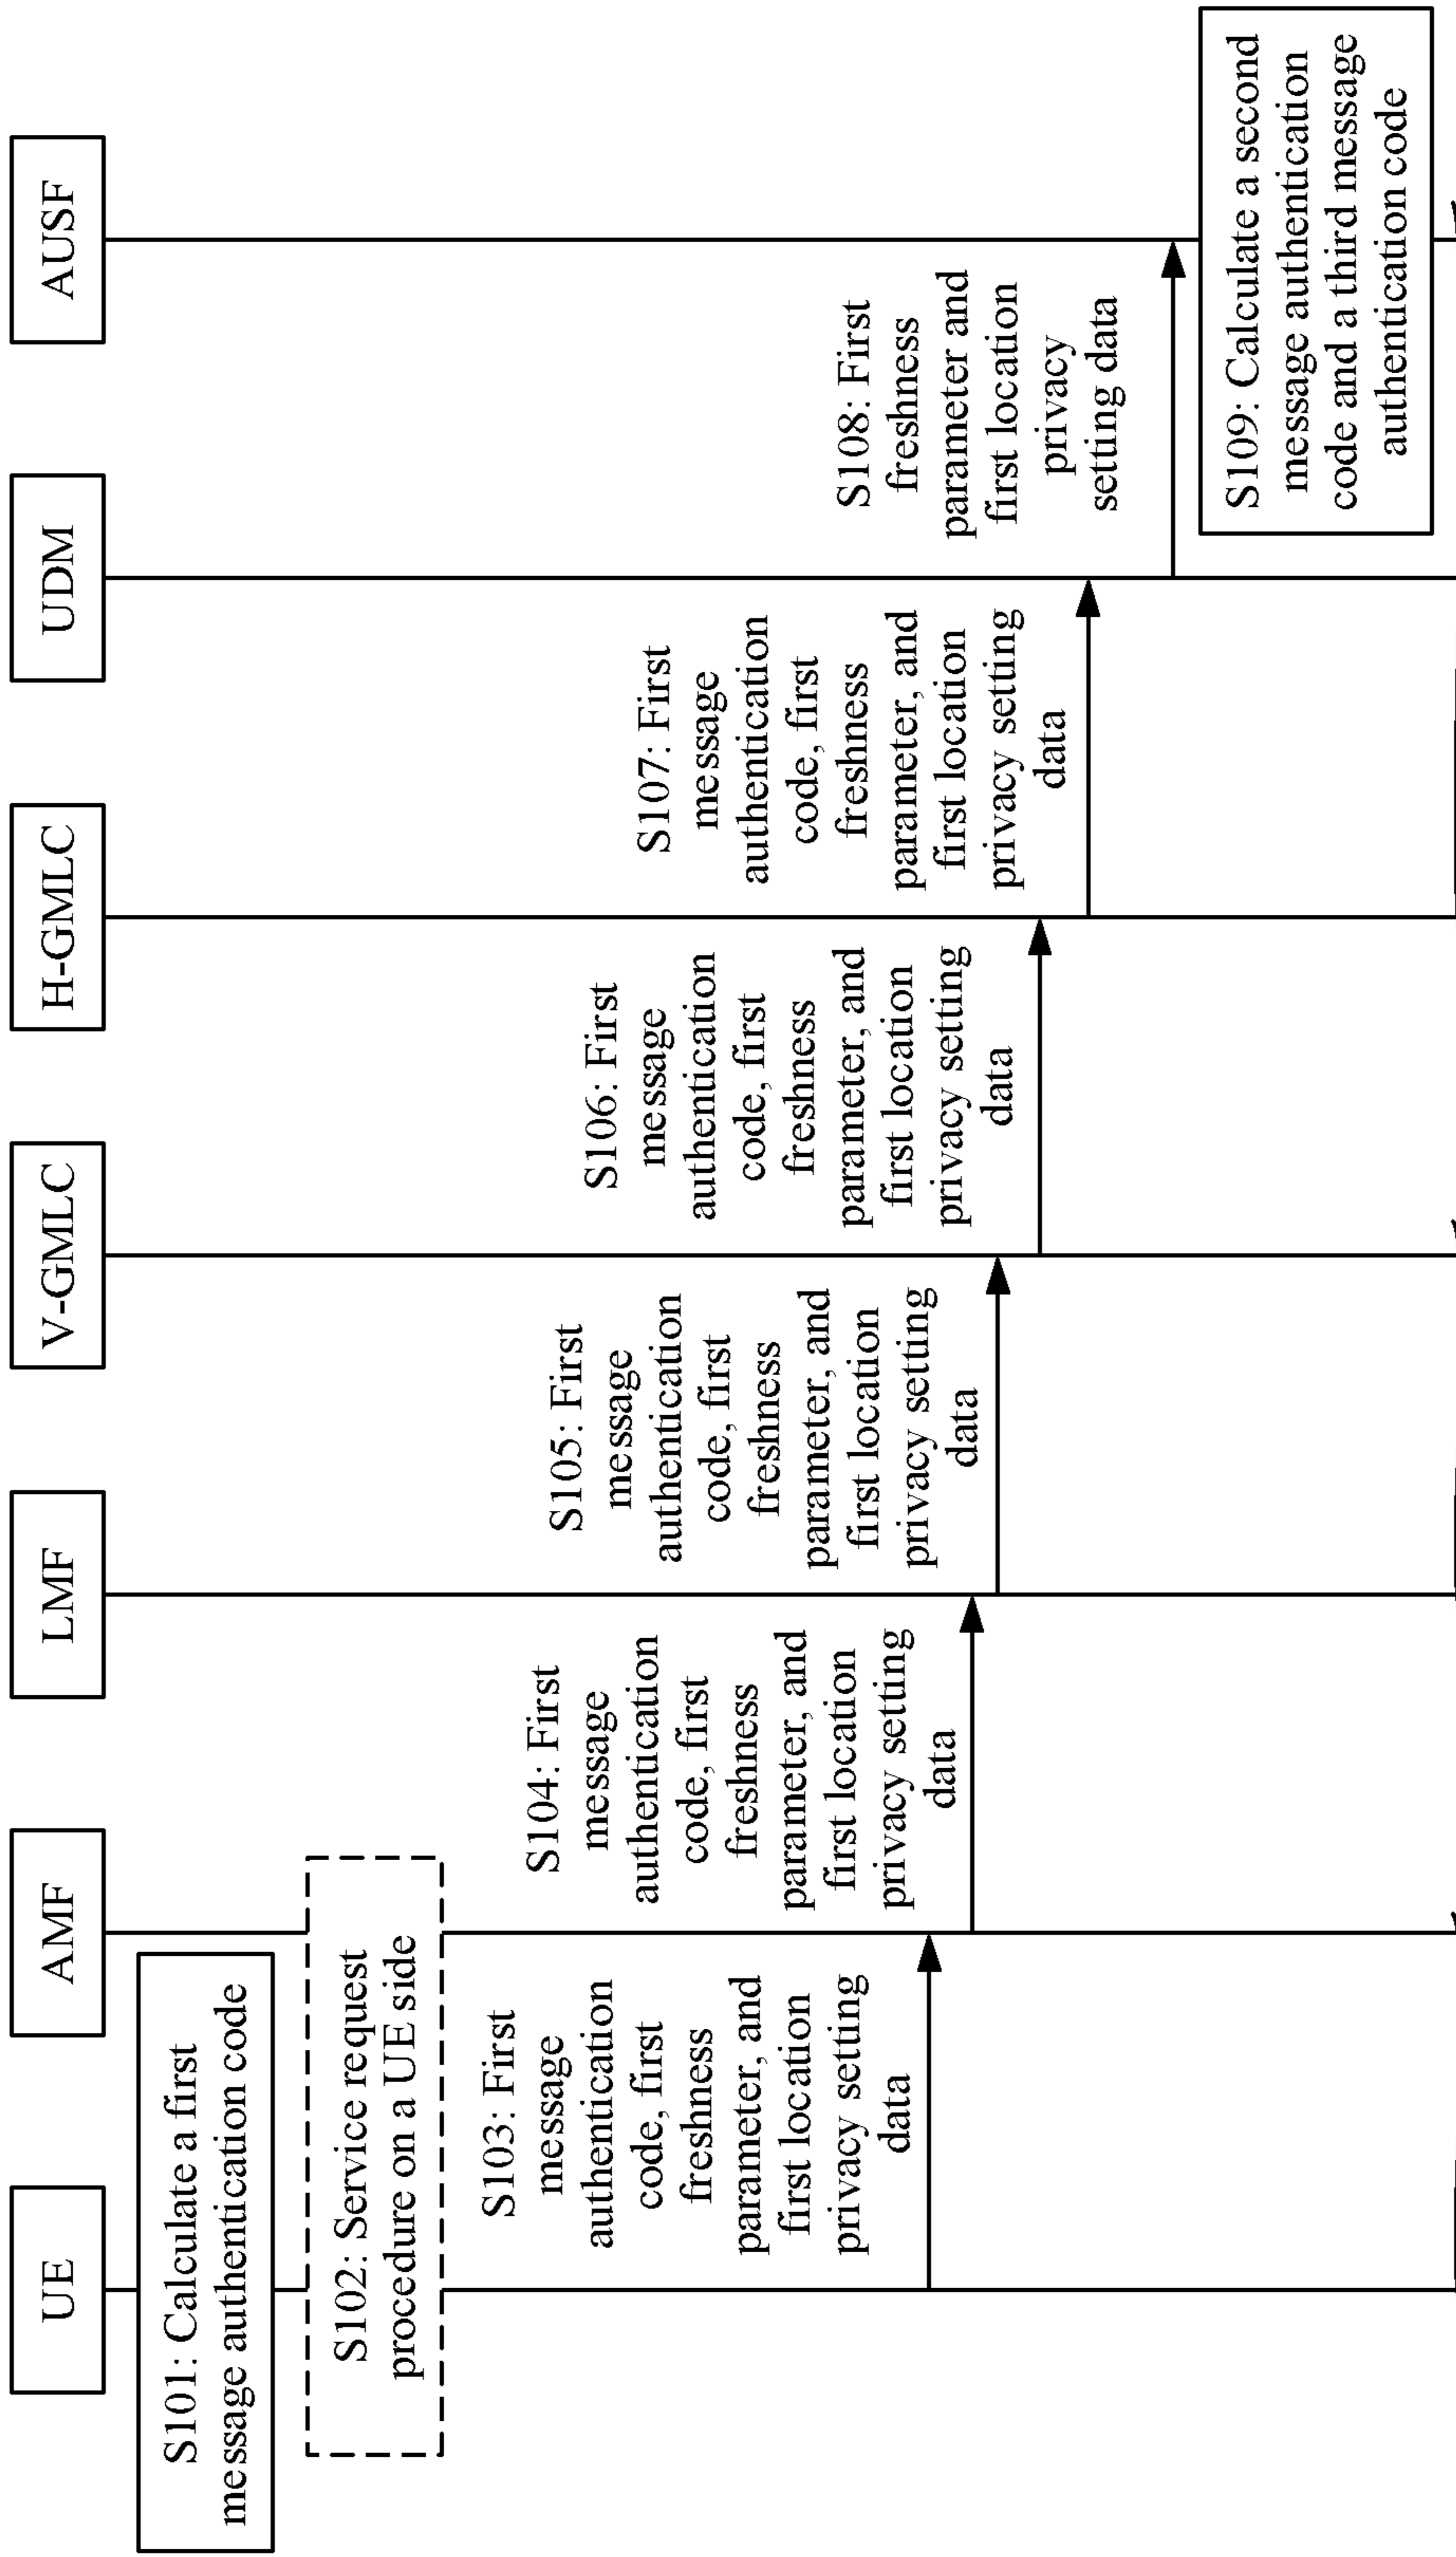 UE
AMF
LMF
V-GMLC
H-GMLC
UDM
AUSF
S101: Calculate a first
message authentication code
S102: Service request
procedure on a UE side
S103: First
message
authentication
code, first
freshness
parameter, and
first location
privacy setting
data
S104: First
message
authentication
code, first
freshness
parameter, and
first location
privacy setting
data
S105: First
message
authentication
code, first
freshness
parameter, and
first location
privacy setting
data
S106: First
message
authentication
code, first
freshness
parameter, and
first location
privacy setting
data
S107: First
message
authentication
code, first
freshness
parameter, and
first location
privacy setting
data
S108: First
freshness
parameter and
first location
privacy
setting data
S109: Calculate a second
message authentication
code and a third message
authentication code